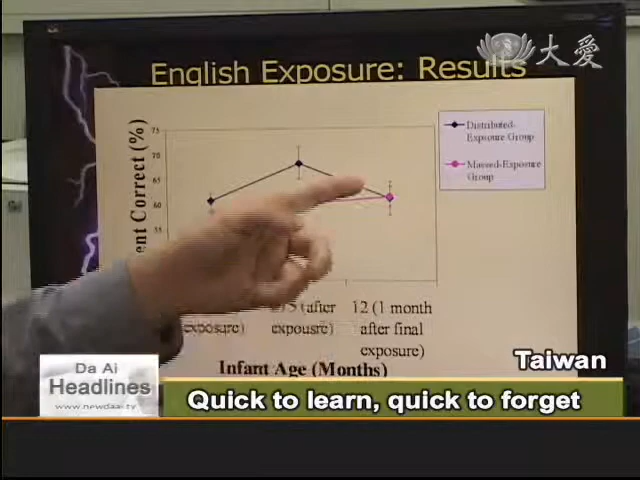 大愛
English Exposure: Results
Distributed-
Exposure Group
Massed-Exposure
Group
75
70
65
60
55
Correct (%)
(after
12 (1 month
exposure)
expousre)
after final
exposure)
Infant Age (Months)
Da Ai
Headlines
www.newdaai.tv
Taiwan
Quick to learn, quick to forget